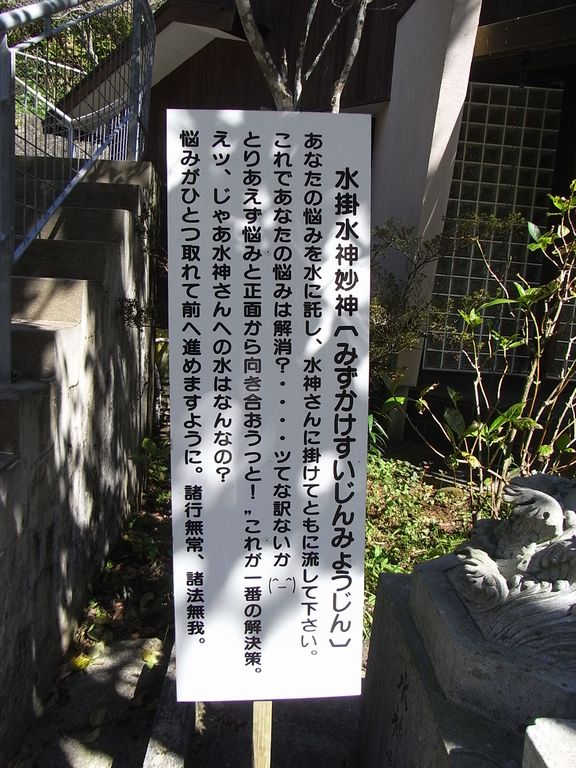 水掛水神妙神〔みずかけすいじんみょうじん〕
あなたの悩みを水に託し、水神さんに掛けてともに流して下さい。
これであなたの悩みは解消?・・・・ッてな訳ないか(^-^)
とりあえず悩みと正面から向き合おうっと!〃これが一番の解決策。
えッ、じゃあ水神さんへの水はなんなの?
悩みがひとつ取れて前へ進めますように。諸行無常、諸法無我。